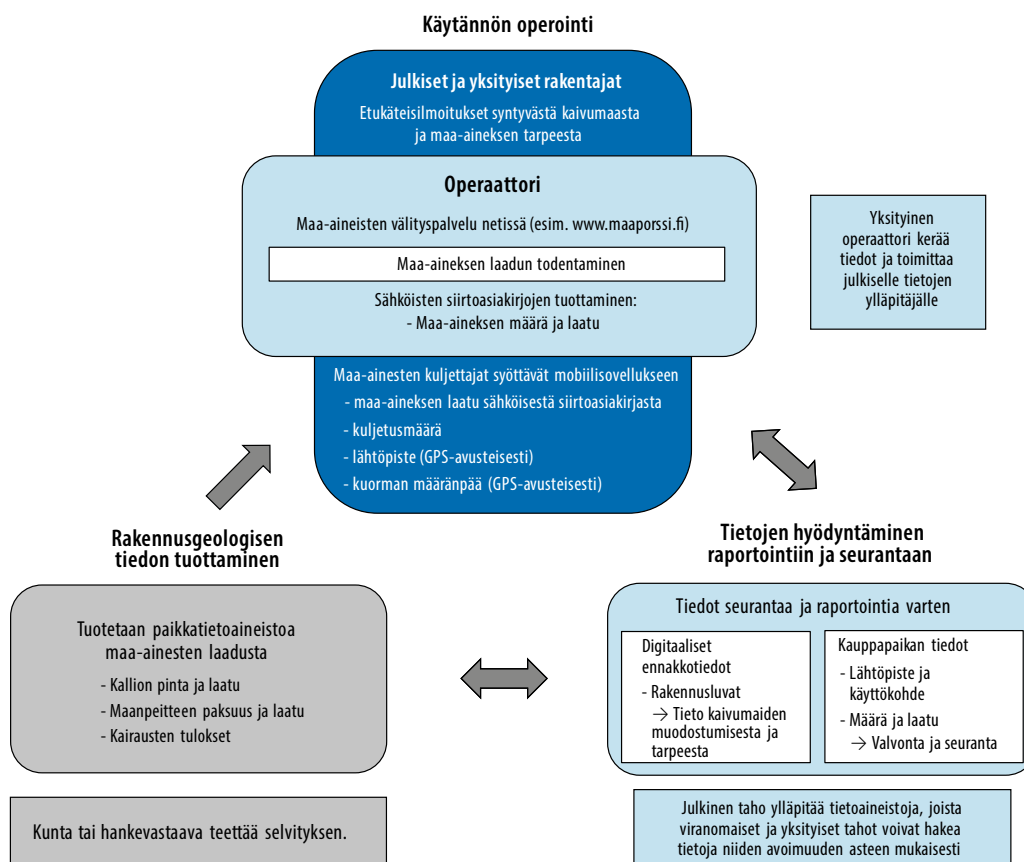 Käytännön operointi
Julkiset ja yksityiset rakentajat
Etukäteisilmoitukset syntyvästä kaivumaasta
ja maa-aineksen tarpeesta
Operaattori
Maa-aineisten välityspalvelu netissä (esim. www.maaporssi.fi)
Maa-aineksen laadun todentaminen
Sähköisten siirtoasiakirjojen tuottaminen:
- Maa-aineksen määrä ja laatu
Yksityinen
operaattori kerää
tiedot ja toimittaa
julkiselle tietojen
ylläpitäjälle
Maa-ainesten kuljettajat syöttävät mobiilisovellukseen
- maa-aineksen laatu sähköisestä siirtoasiakirjasta
- kuljetusmäärä
- lähtöpiste (GPS-avusteisesti)
- kuorman määränpää (GPS-avusteisesti)
Rakennusgeologisen
tiedon tuottaminen
Tuotetaan paikkatietoaineistoa
maa-ainesten laadusta
- Kallion pinta ja laatu
- Maanpeitteen paksuus ja laatu
- Kairausten tulokset
Kunta tai hankevastaava teettää selvityksen.
Tietojen hyödyntäminen
raportointiin ja seurantaan
Tiedot seurantaa ja raportointia varten
Digitaaliset
ennakkotiedot
- Rakennusluvat
→ Tieto kaivumaiden
muodostumisesta ja
tarpeesta
Kauppapaikan tiedot
- Lähtöpiste ja
käyttökohde
- Määrä ja laatu
→ Valvonta ja seuranta
Julkinen taho ylläpitää tietoaineistoja, joista
viranomaiset ja yksityiset tahot voivat hakea
tietoja niiden avoimuuden asteen mukaisesti